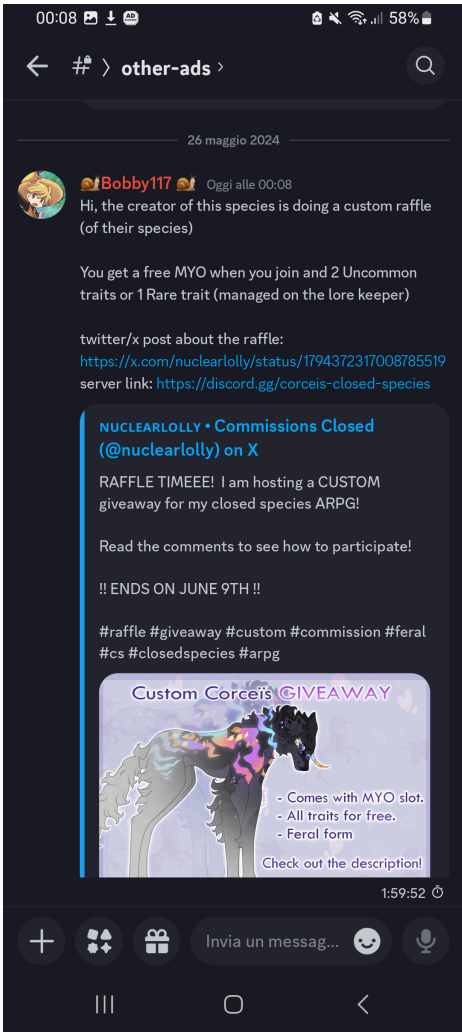 00:08
58%
# › other-ads ›
26 maggio 2024
🐌Bobby117 🐌 Oggi alle 00:08
Hi, the creator of this species is doing a custom raffle
(of their species)
You get a free MYO when you join and 2 Uncommon
traits or 1 Rare trait (managed on the lore keeper)
twitter/x post about the raffle:
https://x.com/nuclearlolly/status/1794372317008785519
server link: https://discord.gg/corceis-closed-species
ɴᴜᴄʟᴇᴀʀʟᴏʟʟʏ • Commissions Closed
(@nuclearlolly) on X
RAFFLE TIMEEE! I am hosting a CUSTOM
giveaway for my closed species ARPG!
Read the comments to see how to participate!
!! ENDS ON JUNE 9TH !!
#raffle #giveaway #custom #commission #feral
#cs #closedspecies #arpg
Custom Corceïs GIVEAWAY
- Comes with MYO slot.
- All traits for free.
- Feral form
Check out the description!
1:59:52
Invia un messag...